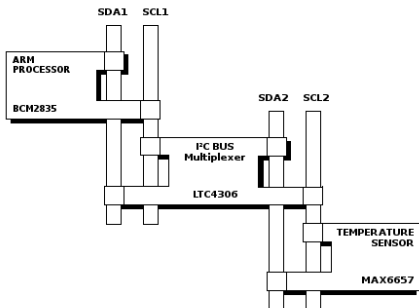 SDA1 SCL1
ARM
PROCESSOR
BCM2835
SDA2 SCL2
I²C BUS
Multiplexer
LTC4306
TEMPERATURE
SENSOR
MAX6657